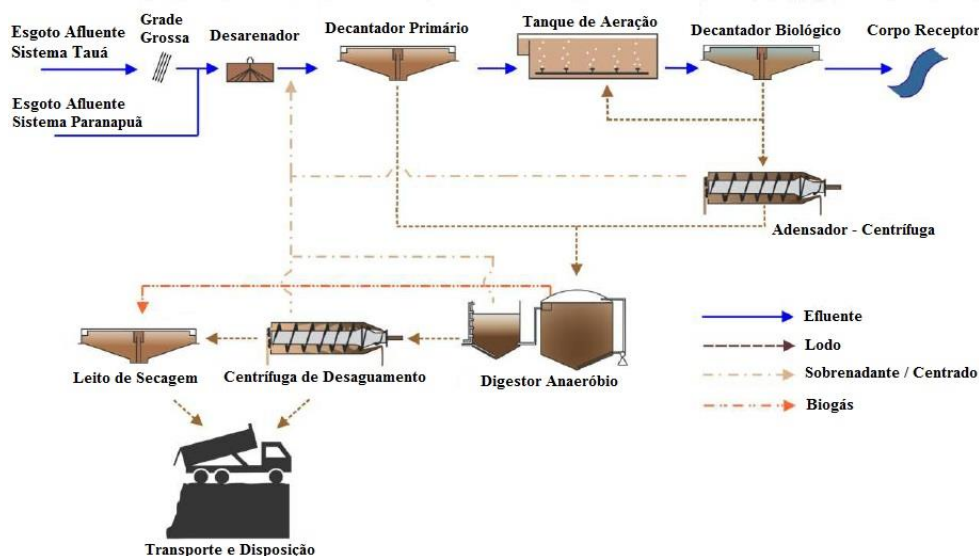 Esgoto Afluente
Sistema Tauá
Grade
Grossa
Desarenador
Decantador Primário
Tanque de Aeração
Decantador Biológico
Corpo Receptor
Esgoto Afluente
Sistema Paranapuã
Adensador - Centrífuga
Leito de Secagem
Centrífuga de Desaguamento
Digestor Anaeróbio
Efluente
Lodo
Sobrenadante / Centrado
Biogás
Transporte e Disposição